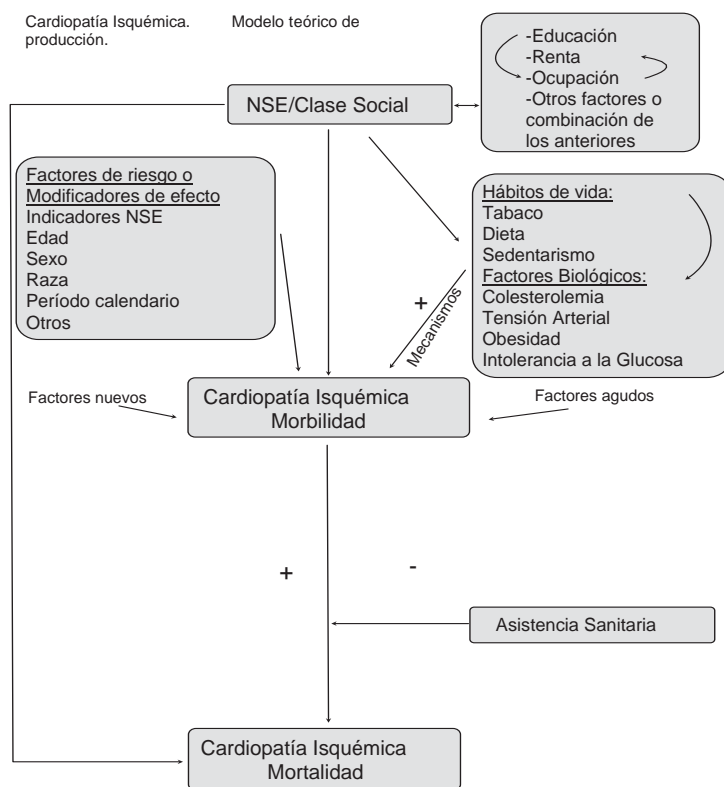 Cardiopatía Isquémica. Modelo teórico de
producción.
-Educación
-Renta
-Ocupación
-Otros factores o
combinación de
los anteriores
NSE/Clase Social
Factores de riesgo o
Modificadores de efecto
Indicadores NSE
Edad
Sexo
Raza
Período calendario
Otros
Hábitos de vida:
Tabaco
Dieta
Sedentarismo
Factores Biológicos:
Colesterolemia
Tensión Arterial
Obesidad
Intolerancia a la Glucosa
+
Mecanismos
Factores nuevos
Cardiopatía Isquémica
Morbilidad
Factores agudos
+ -
Asistencia Sanitaria
Cardiopatía Isquémica
Mortalidad